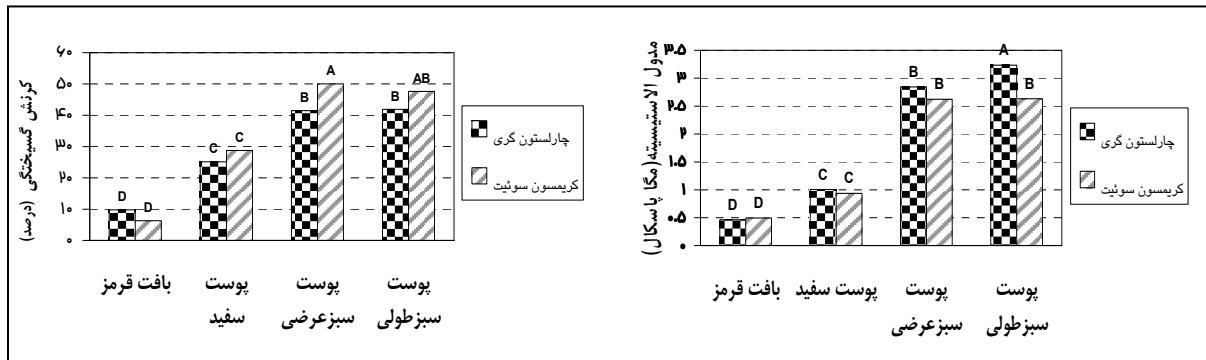 کرنش گسیختگی (درصد)
۶۰
۵۰
۴۰
۳۰
۲۰
۱۰
۰
D
D
C
C
B
A
B
AB
بافت قرمز
پوست
سفید
پوست
سبزعرضی
پوست
سبزطولی
چارلستون گری
کریمسون سوئیت
مدول الاستیسیته(مگا پاسکال)
۳.۵
۳
۲.۵
۲
۱.۵
۱
۰.۵
۰
D
D
C
C
B
B
A
B
بافت قرمز
پوست سفید
پوست
سبزعرضی
پوست
سبزطولی
چارلستون گری
کریمسون سوئیت